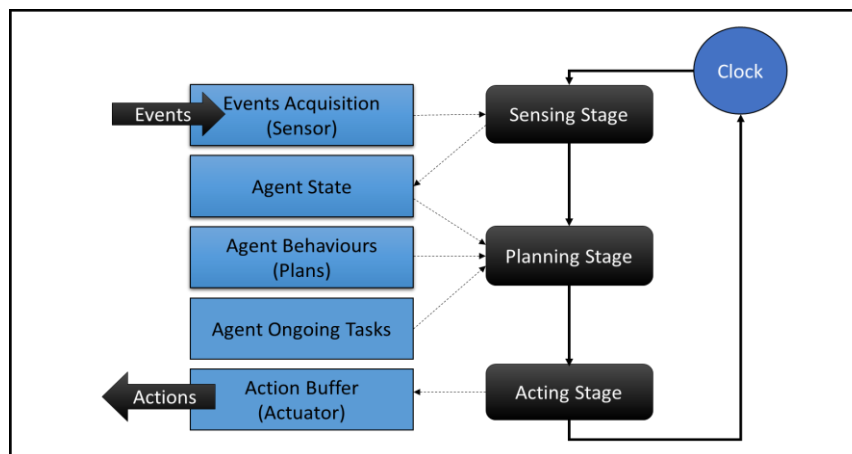 Clock
Events
Events Acquisition
(Sensor)
Sensing Stage
Agent State
Agent Behaviours
(Plans)
Planning Stage
Agent Ongoing Tasks
Actions
Action Buffer
(Actuator)
Acting Stage